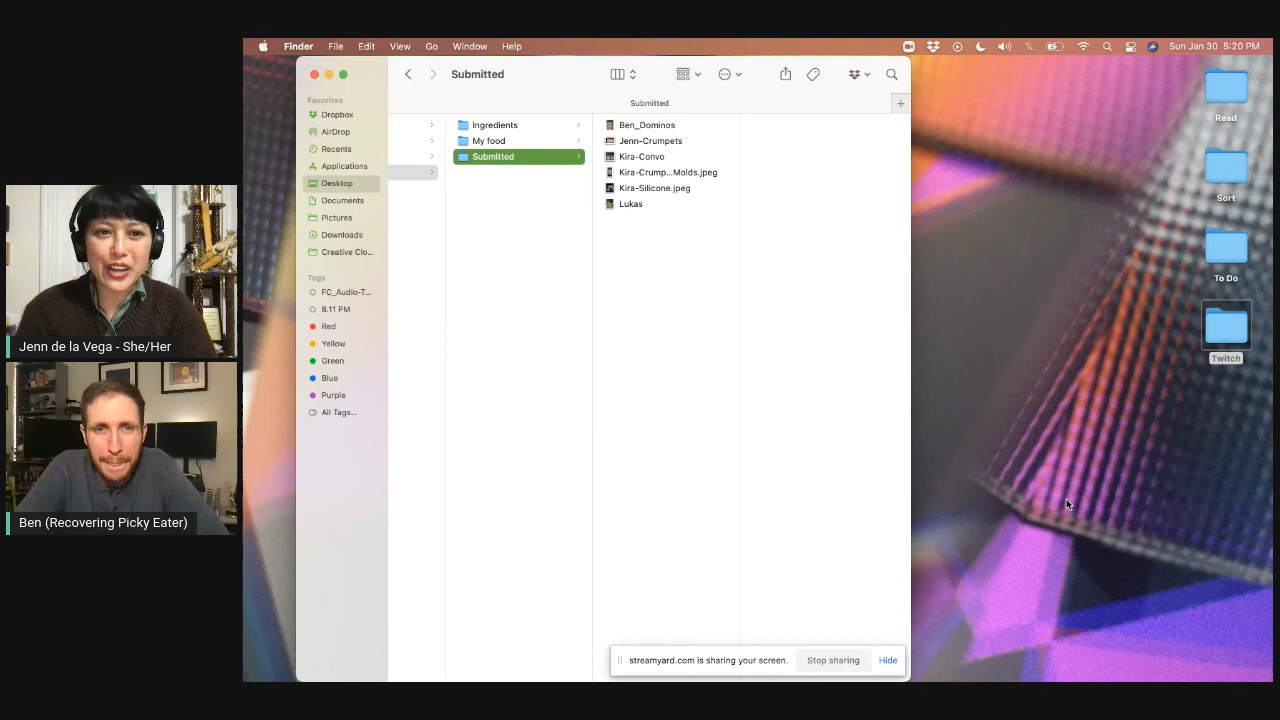 Finder File Edit View Go Window Help
Sun Jan 30 5:20 PM
Submitted
Submitted
Favorites
Dropbox
AirDrop
Recents
Applications
Desktop
Documents
Pictures
Downloads
Creative Clo...
Tags
FC_Audio-T...
8.11 PM
Red
Yellow
Green
Blue
Purple
All Tags...
Ingredients
My food
Submitted
Ben_Dominos
Jenn-Crumpets
Kira-Convo
Kira-Crump...Molds.jpeg
Kira-Silicone.jpeg
Lukas
Read
Sort
To Do
Twitch
Jenn de la Vega - She/Her
Ben (Recovering Picky Eater)
streamyard.com is sharing your screen. Stop sharing Hide